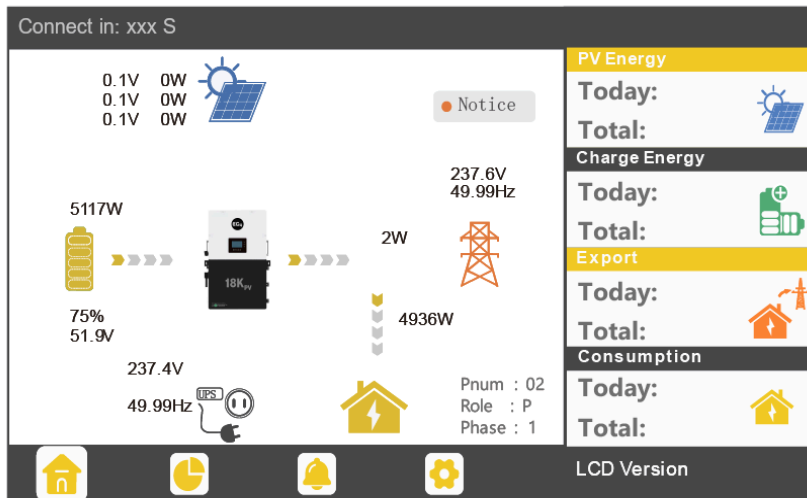 Connect in: xxx S
0.1V 0W
0.1V 0W
0.1V 0W
Notice
237.6V
49.99Hz
5117W
2W
EG4
18KPV
75%
51.9V
4936W
237.4V
UPS
49.99Hz
Pnum : 02
Role : P
Phase : 1
PV Energy
Today:
Total:
Charge Energy
Today:
Total:
Export
Today:
Total:
Consumption
Today:
Total:
LCD Version